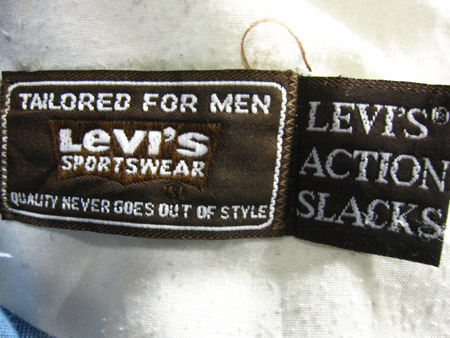 TAILORED FOR MEN
LEVI'S
SPORTSWEAR
QUALITY NEVER GOES OUT OF STYLE
LEVI'S®
ACTION
SLACKS